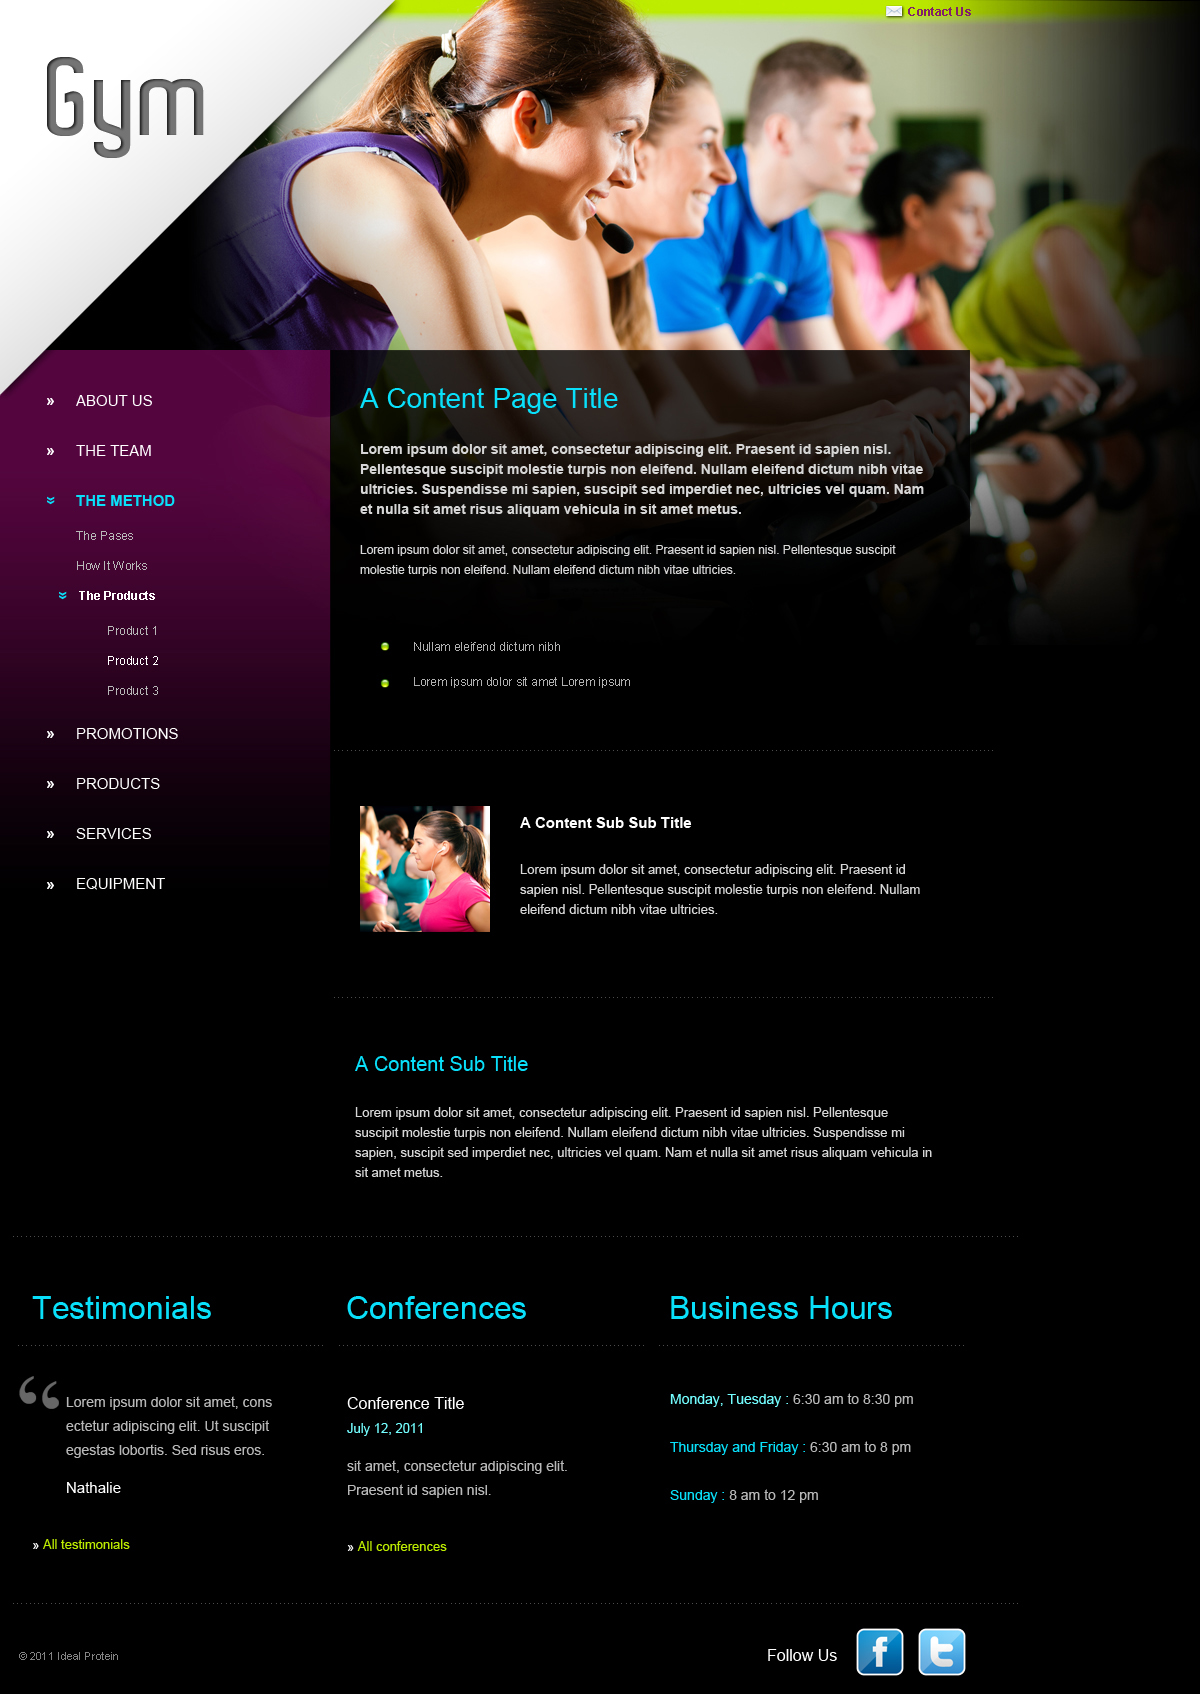 Contact Us
Gym
» ABOUT US
» THE TEAM
» THE METHOD
The Pases
How It Works
» The Products
Product 1
Product 2
Product 3
» PROMOTIONS
» PRODUCTS
» SERVICES
» EQUIPMENT
A Content Page Title
Lorem ipsum dolor sit amet, consectetur adipiscing elit. Praesent id sapien nisl.
Pellentesque suscipit molestie turpis non eleifend. Nullam eleifend dictum nibh vitae
ultricies. Suspendisse mi sapien, suscipit sed imperdiet nec, ultricies vel quam. Nam
et nulla sit amet risus aliquam vehicula in sit amet metus.
Lorem ipsum dolor sit amet, consectetur adipiscing elit. Praesent id sapien nisl. Pellentesque suscipit
molestie turpis non eleifend. Nullam eleifend dictum nibh vitae ultricies.
Nullam eleifend dictum nibh
Lorem ipsum dolor sit amet Lorem ipsum
A Content Sub Sub Title
Lorem ipsum dolor sit amet, consectetur adipiscing elit. Praesent id
sapien nisl. Pellentesque suscipit molestie turpis non eleifend. Nullam
eleifend dictum nibh vitae ultricies.
A Content Sub Title
Lorem ipsum dolor sit amet, consectetur adipiscing elit. Praesent id sapien nisl. Pellentesque
suscipit molestie turpis non eleifend. Nullam eleifend dictum nibh vitae ultricies. Suspendisse mi
sapien, suscipit sed imperdiet nec, ultricies vel quam. Nam et nulla sit amet risus aliquam vehicula in
sit amet metus.
Testimonials
“ Lorem ipsum dolor sit amet, cons
ectetur adipiscing elit. Ut suscipit
egestas lobortis. Sed risus eros.
Nathalie
» All testimonials
Conferences
Conference Title
July 12, 2011
sit amet, consectetur adipiscing elit.
Praesent id sapien nisl.
» All conferences
Business Hours
Monday, Tuesday : 6:30 am to 8:30 pm
Thursday and Friday : 6:30 am to 8 pm
Sunday : 8 am to 12 pm
© 2011 Ideal Protein
Follow Us f t